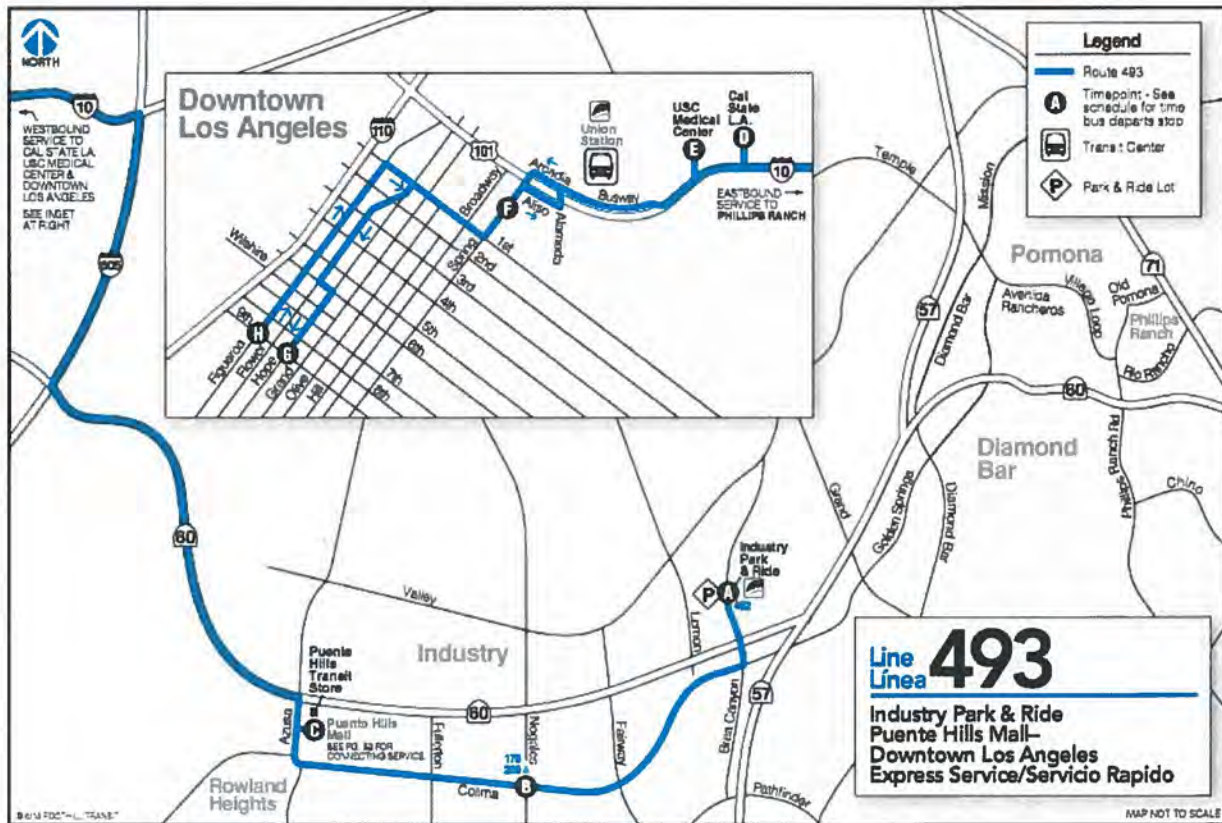 NORTH
10
WESTBOUND
SERVICE TO
CAL STATE LA,
USC MEDICAL
CENTER &
DOWNTOWN
LOS ANGELES
SEE INSET
AT RIGHT
605
60
Downtown
Los Angeles
110
101
Union
Station
USC
Medical
Center
E
Cal
State
L.A.
D
10
EASTBOUND
SERVICE TO
PHILLIPS RANCH
Busway
Arcadia
Aliso
Alameda
Broadway
Spring
F
1st
2nd
3rd
4th
5th
6th
7th
8th
9th
Wilshire
H
G
Figueroa
Flower
Hope
Grand
Olive
Hill
Legend
Route 493
A
Timepoint - See
schedule for time
bus departs stop
Transit Center
P
Park & Ride Lot
Temple
Mission
Pomona
71
57
Diamond Bar
Avenida
Rancheros
Village Loop
Old
Pomona
Phillips
Ranch
Rio Rancho
60
Diamond
Bar
Phillips Ranch Rd
Chino
Grand
Golden Springs
Diamond Bar
Industry
Park
& Ride
P
A
482
Lemon
Brea Canyon
57
Valley
Industry
Puente
Hills
Transit
Store
C
Puente Hills
Mall
CONNECTING SERVICE
Azusa
Fullerton
60
Nogales
Fairway
Colima
B
Rowland
Heights
Pathfinder
Line
Línea
493
Industry Park & Ride
Puente Hills Mall–
Downtown Los Angeles
Express Service/Servicio Rapido
MAP NOT TO SCALE